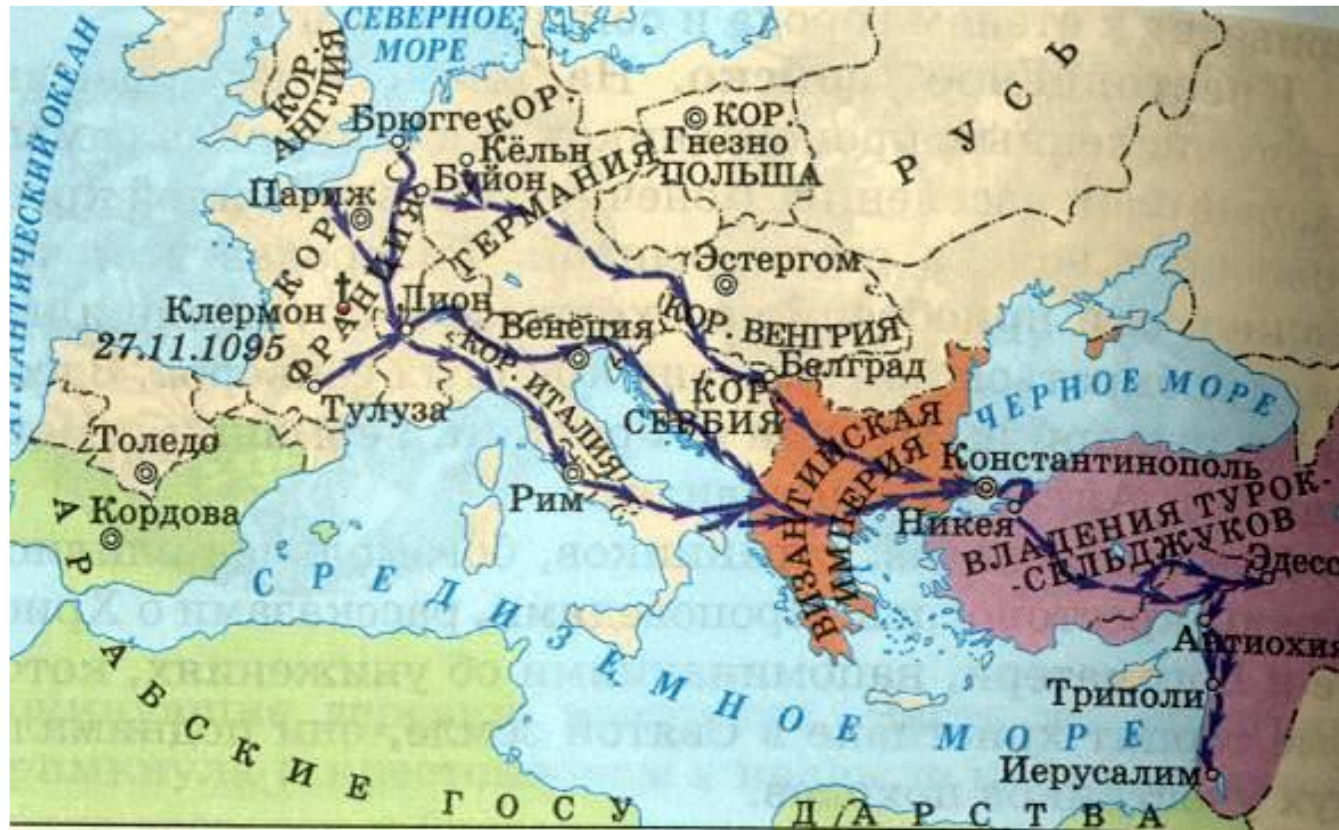 СЕВЕРНОЕ
МОРЕ
АТЛАНТИЧЕСКИЙ ОКЕАН
КОР.
АНГЛИЯ
Брюгге
КОР.
ГЕРМАНИЯ
Кёльн
Буйон
КОР.
Гнезно
ПОЛЬША
РУСЬ
Париж
КОР.
ФРАНЦИЯ
Эстергом
Клермон
27.11.1095
Лион
Венеция
КОР. ВЕНГРИЯ
Белград
КОР. ИТАЛИЯ
КОР.
СЕРБИЯ
Тулуза
ЧЕРНОЕ МОРЕ
Толедо
Кордова
Рим
ВИЗАНТИЙСКАЯ
ИМПЕРИЯ
Константинополь
Никея
ВЛАДЕНИЯ ТУРОК-
-СЕЛЬДЖУКОВ
Эдесс
Антиохия
Триполи
Иерусалим
СРЕДИЗЕМНОЕ МОРЕ
АРАБСКИЕ ГОСУДАРСТВА